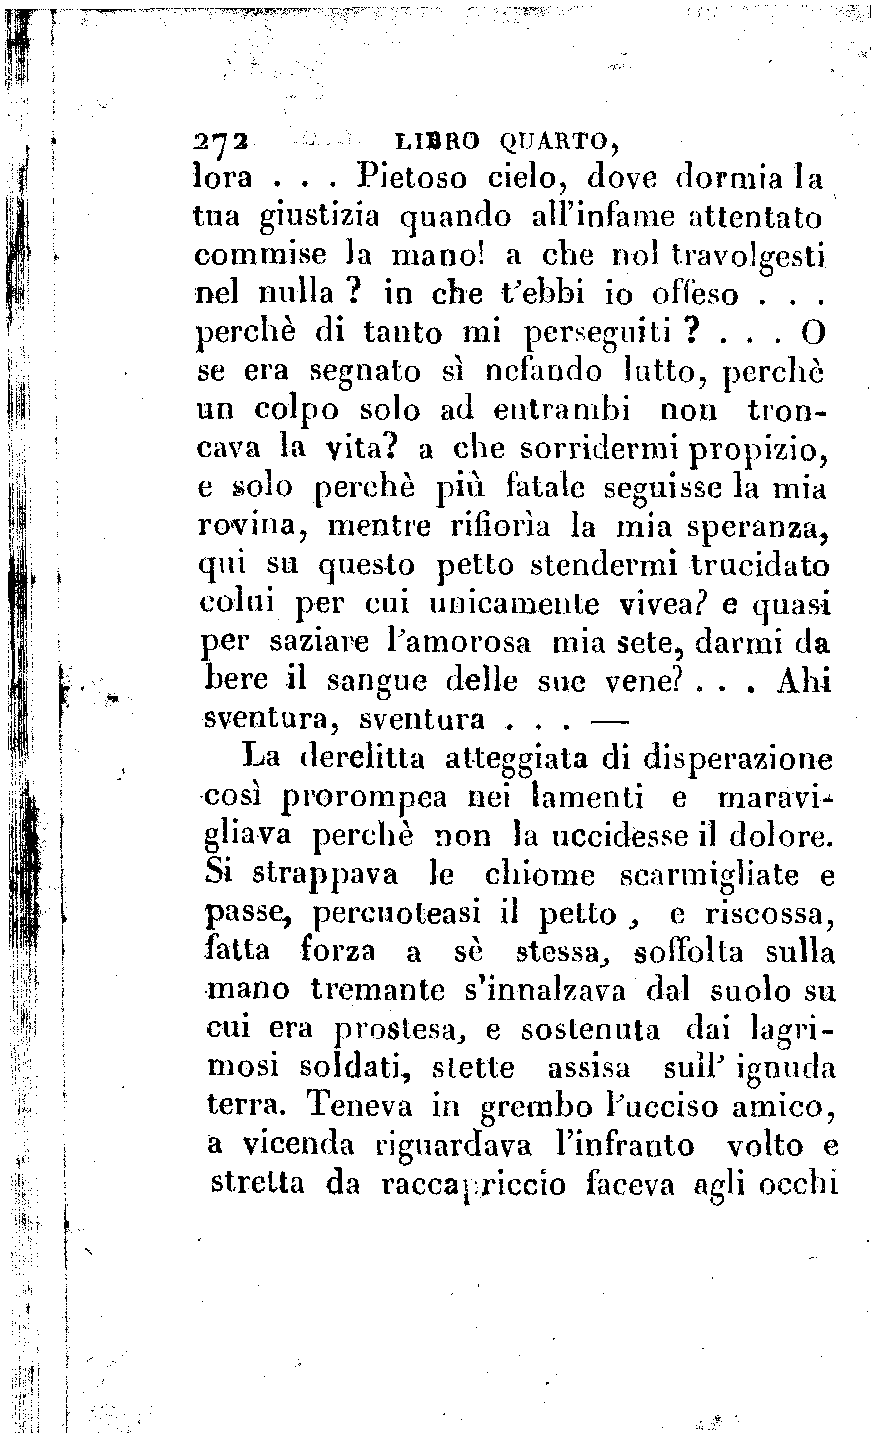 272 LIBRO QUARTO,
lora . . . Pietoso cielo, dove dormia la
tua giustizia quando all'infame attentato
commise la mano! a che nol travolgesti
nel nulla ? in che t'ebbi io offeso . . .
perchè di tanto mi perseguiti ? . . . O
se era segnato sì nefando lutto, perchè
un colpo solo ad entrambi non tron-
cava la vita? a che sorridermi propizio,
e solo perchè più fatale seguisse la mia
rovina, mentre rifiorìa la mia speranza,
qui su questo petto stendermi trucidato
colui per cui unicamente vivea? e quasi
per saziare l'amorosa mia sete, darmi da
bere il sangue delle sue vene? . . . Ahi
sventura, sventura . . . —
La derelitta atteggiata di disperazione
così prorompea nei lamenti e maravi-
gliava perchè non la uccidesse il dolore.
Si strappava le chiome scarmigliate e
passe, percuoteasi il petto , e riscossa,
fatta forza a sè stessa, soffolta sulla
mano tremante s'innalzava dal suolo su
cui era prostesa, e sostenuta dai lagri-
mosi soldati, stette assisa sull' ignuda
terra. Teneva in grembo l'ucciso amico,
a vicenda riguardava l'infranto volto e
stretta da raccapriccio faceva agli occhi